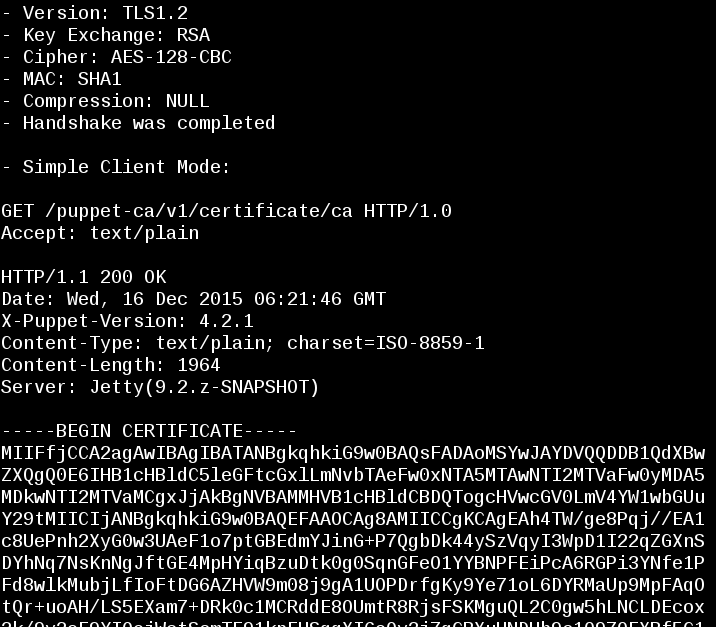 - Version: TLS1.2
- Key Exchange: RSA
- Cipher: AES-128-CBC
- MAC: SHA1
- Compression: NULL
- Handshake was completed
- Simple Client Mode:
GET /puppet-ca/v1/certificate/ca HTTP/1.0
Accept: text/plain
HTTP/1.1 200 OK
Date: Wed, 16 Dec 2015 06:21:46 GMT
X-Puppet-Version: 4.2.1
Content-Type: text/plain; charset=ISO-8859-1
Content-Length: 1964
Server: Jetty(9.2.z-SNAPSHOT)
-----BEGIN CERTIFICATE-----
MIIFfjCCA2agAwIBAgIBATANBgkqhkiG9w0BAQsFADAoMSYwJAYDVQQDDB1QdXBw
ZXQgQ0E6IHB1cHBldC5leGFtcGxlLmNvbTAeFw0xNTA5MTAwNTI2MTVaFw0yMDA5
MDkwNTI2MTVaMCgxJjAkBgNVBAMMHVB1cHBldCBDQTogcHVwcGV0LmV4YW1wbGUu
Y29tMIICIjANBgkqhkiG9w0BAQEFAAOCAg8AMIICCgKCAgEAh4TW/ge8Pqj//EA1
c8UePnh2XyG0w3UAeF1o7ptGBEdmYJinG+P7QgbDk44ySzVqyI3WpD1I22qZGXnS
DYhNq7NsKnNgJftGE4MpHYiqBzuDtk0g0SqnGFeO1YYBNPFEiPcA6RGPi3YNfe1P
Fd8wlkMubjLfIoFtDG6AZHVW9m08j9gA1UOPDrfgKy9Ye71oL6DYRMaUp9MpFAqO
tQr+uoAH/LS5EXam7+DRk0c1MCRddE8OUmtR8RjsFSKMguQL2C0gw5hLNCLDEcox